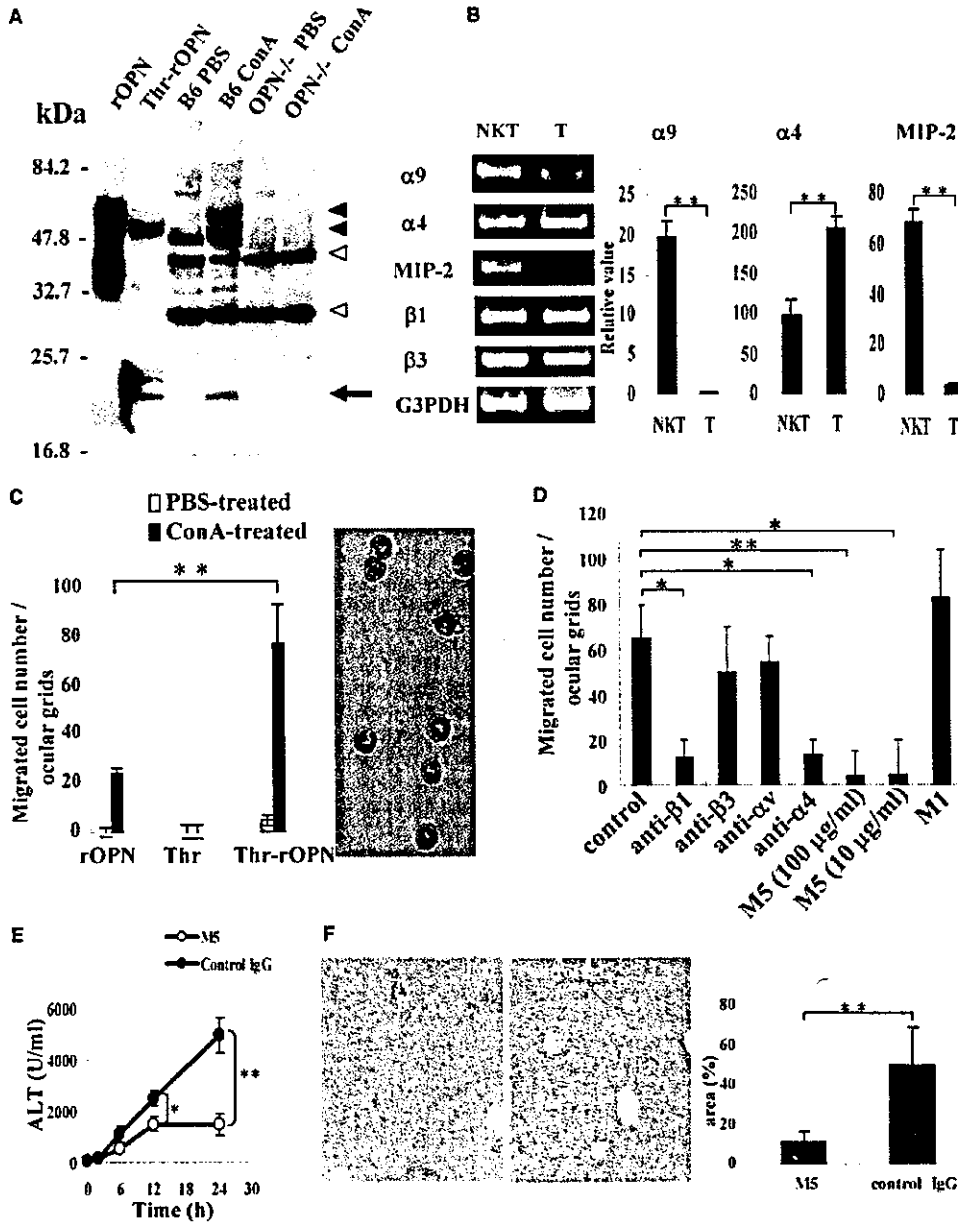 A
rOPN
Thr-rOPN
B6 PBS
B6 ConA
OPN-/- PBS
OPN-/- ConA
kDa
84.2 -
47.8 -
32.7 -
25.7 -
16.8 -
B
NKT T
α9
α4
MIP-2
β1
β3
G3PDH
α9
α4
MIP-2
Relative value
25
20
15
10
5
0
**
NKT T
250
200
150
100
50
0
**
NKT T
80
60
40
20
0
**
NKT T
C
PBS-treated
ConA-treated
Migrated cell number /
ocular grids
100
80
60
40
20
0
**
rOPN Thr Thr-rOPN
D
Migrated cell number /
ocular grids
120
100
80
60
40
20
0
*
**
*
*
control
anti-β1
anti-β3
anti-αv
anti-α4
M5 (100 µg/ml)
M5 (10 µg/ml)
M1
E
M5
Control IgG
ALT (U/ml)
6000
4000
2000
0
*
**
0 6 12 18 24 30
Time (h)
F
area (%)
80
60
40
20
0
**
M5 control IgG